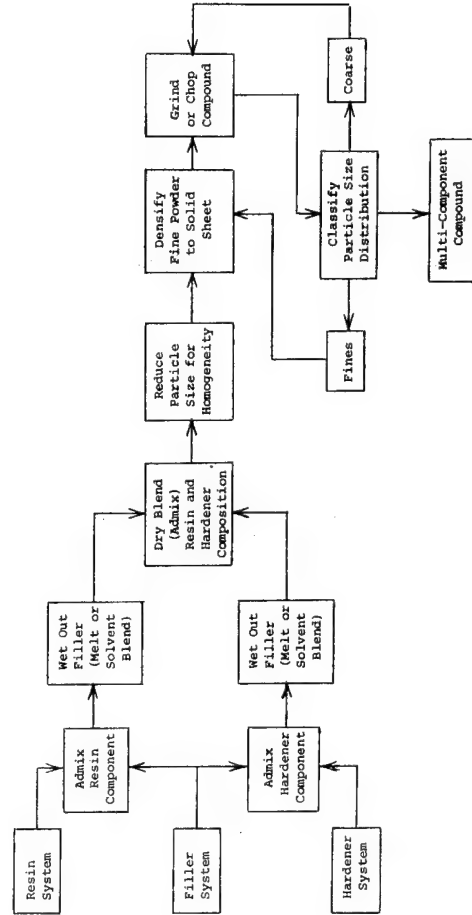 Resin
System
Filler
System
Hardener
System
Admix
Resin
Component
Admix
Hardener
Component
Wet Out
Filler
(Melt or
Solvent
Blend)
Wet Out
Filler
(Melt or
Solvent
Blend)
Dry Blend
(Admix)
Resin and
Hardener
Composition
Reduce
Particle
Size for
Homogeneity
Densify
Fine Powder
to Solid
Sheet
Grind
or Chop
Compound
Fines
Classify
Particle Size
Distribution
Coarse
Multi-Component
Compound